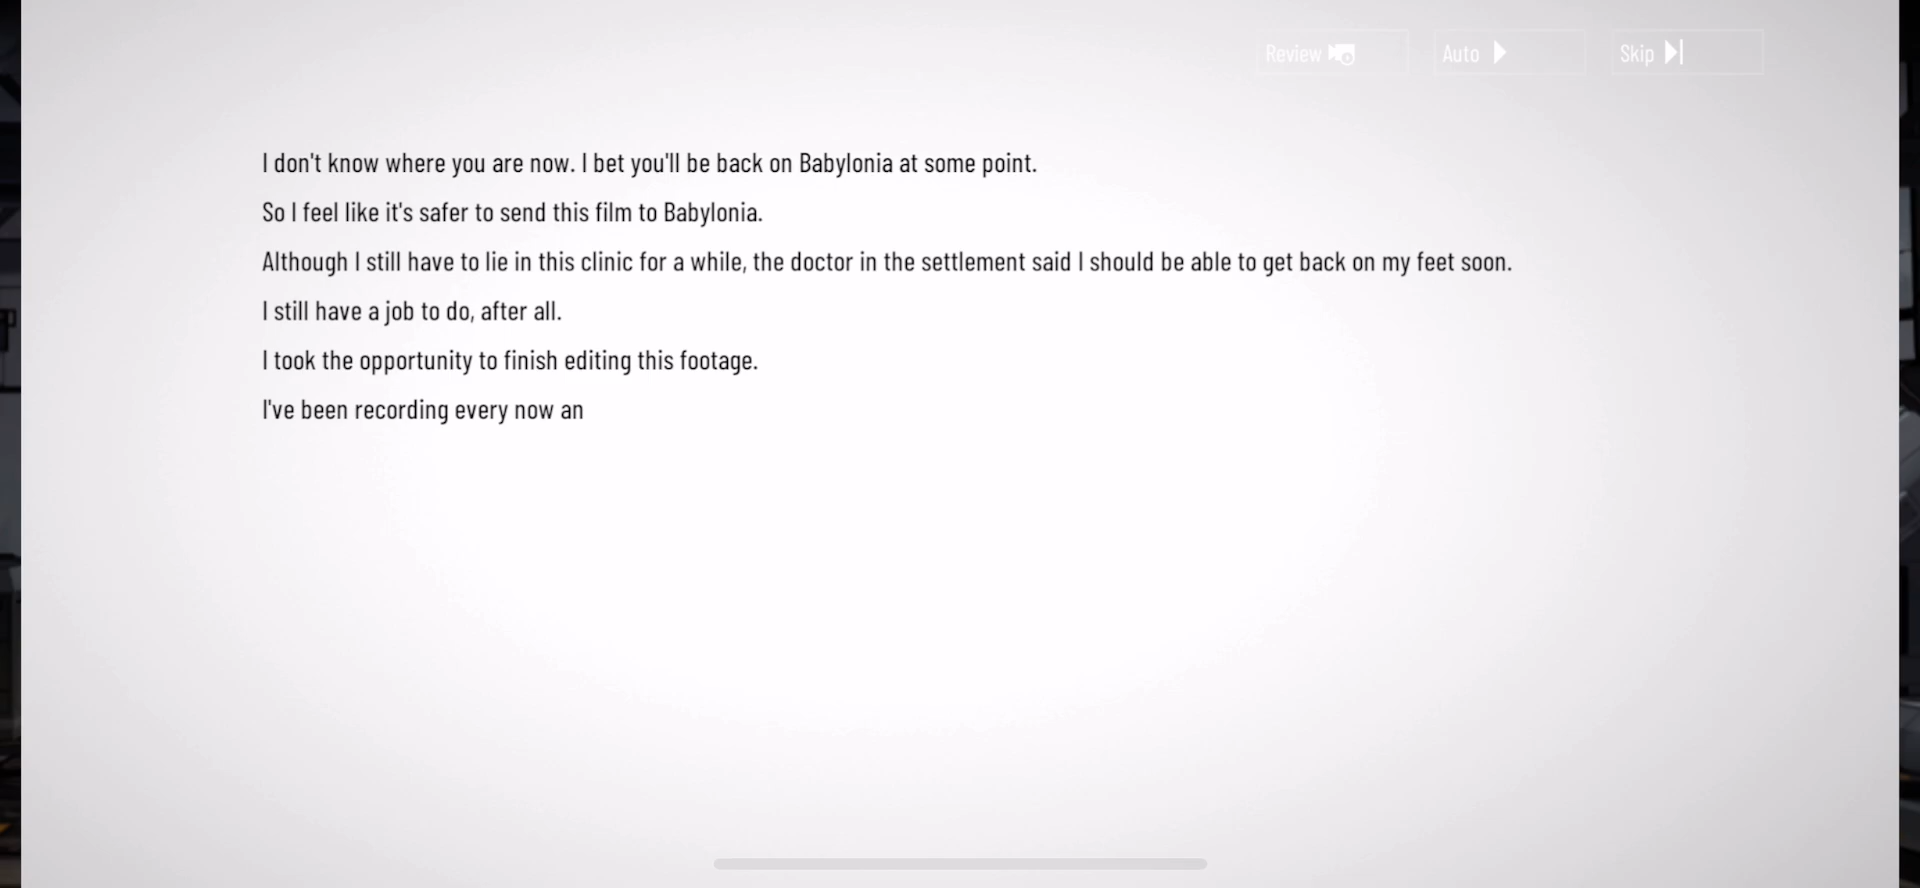 Review
Auto
Skip
I don't know where you are now. I bet you'll be back on Babylonia at some point.
So I feel like it's safer to send this film to Babylonia.
Although I still have to lie in this clinic for a while, the doctor in the settlement said I should be able to get back on my feet soon.
I still have a job to do, after all.
I took the opportunity to finish editing this footage.
I've been recording every now an